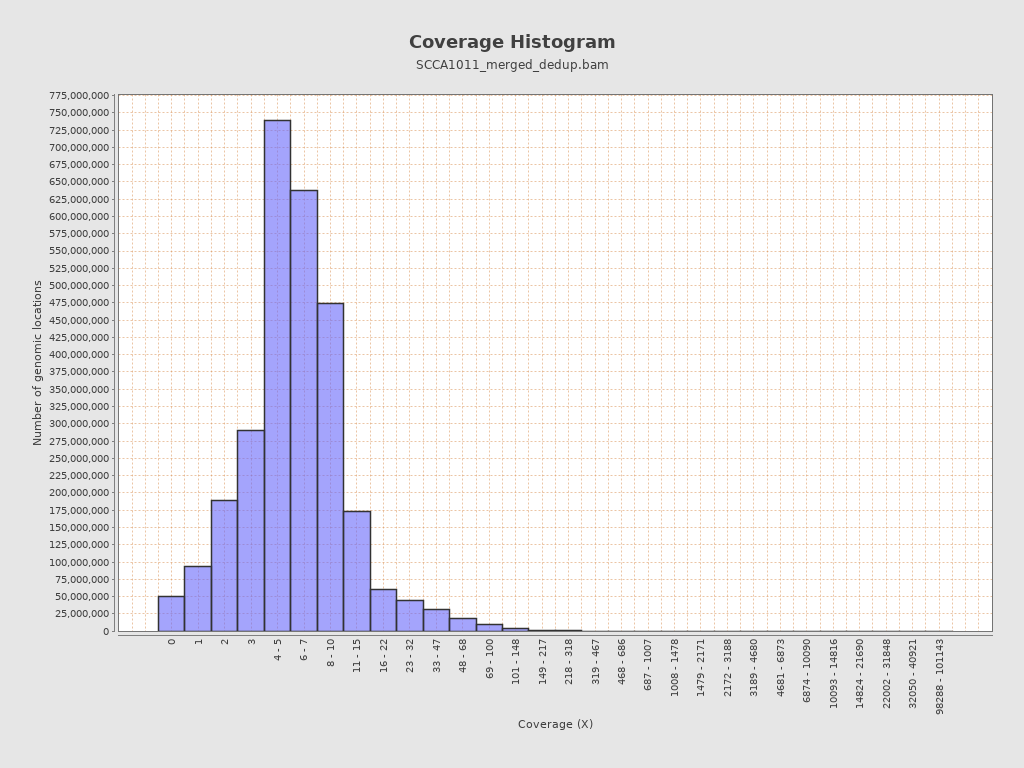 Coverage Histogram
SCCA1011_merged_dedup.bam
775,000,000
750,000,000
725,000,000
700,000,000
675,000,000
650,000,000
625,000,000
600,000,000
575,000,000
550,000,000
525,000,000
500,000,000
475,000,000
450,000,000
425,000,000
400,000,000
375,000,000
350,000,000
325,000,000
300,000,000
275,000,000
250,000,000
225,000,000
200,000,000
175,000,000
150,000,000
125,000,000
100,000,000
75,000,000
50,000,000
25,000,000
0
Number of genomic locations
0
1
2
3
4 - 5
6 - 7
8 - 10
11 - 15
16 - 22
23 - 32
33 - 47
48 - 68
69 - 100
101 - 148
149 - 217
218 - 318
319 - 467
468 - 686
687 - 1007
1008 - 1478
1479 - 2171
2172 - 3188
3189 - 4680
4681 - 6873
6874 - 10090
10093 - 14816
14824 - 21690
22002 - 31848
32050 - 40921
98288 - 101143
Coverage (X)